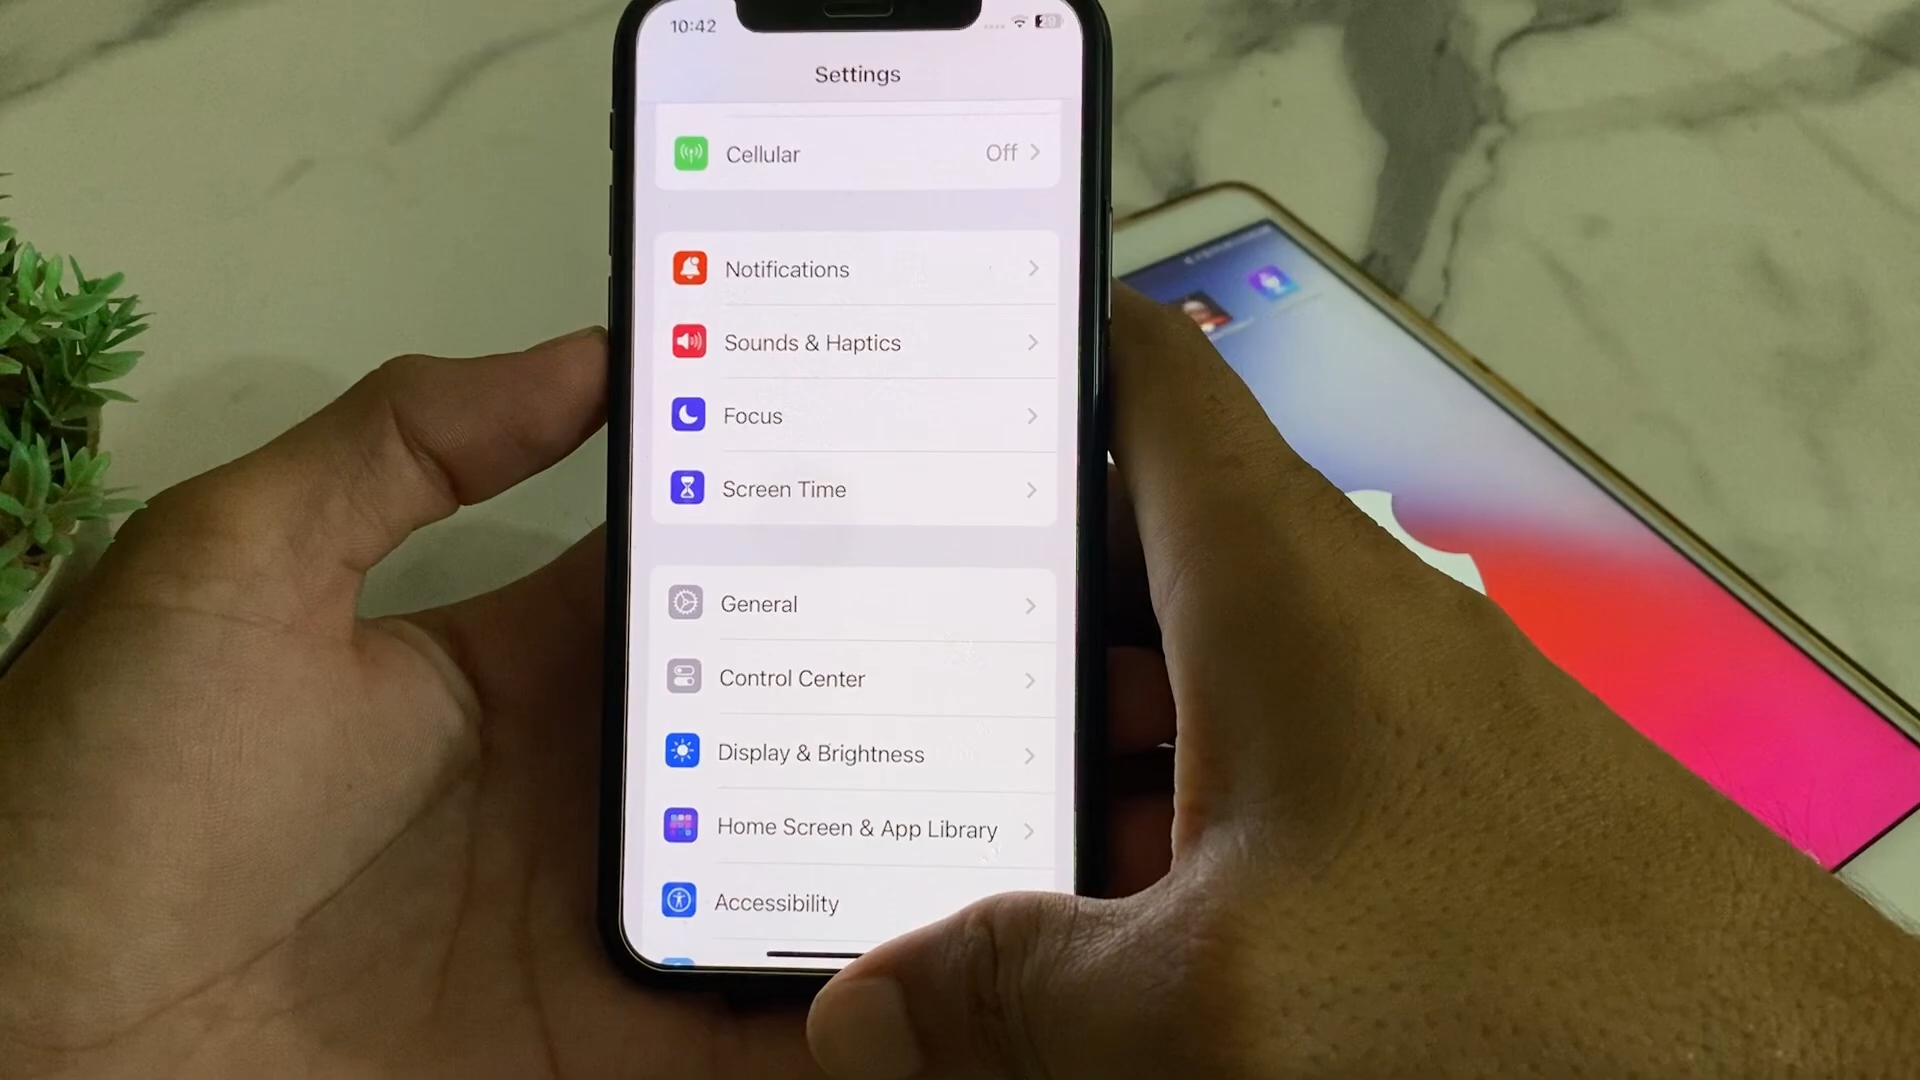 10:42
Settings
Cellular Off
Notifications
Sounds & Haptics
Focus
Screen Time
General
Control Center
Display & Brightness
Home Screen & App Library
Accessibility